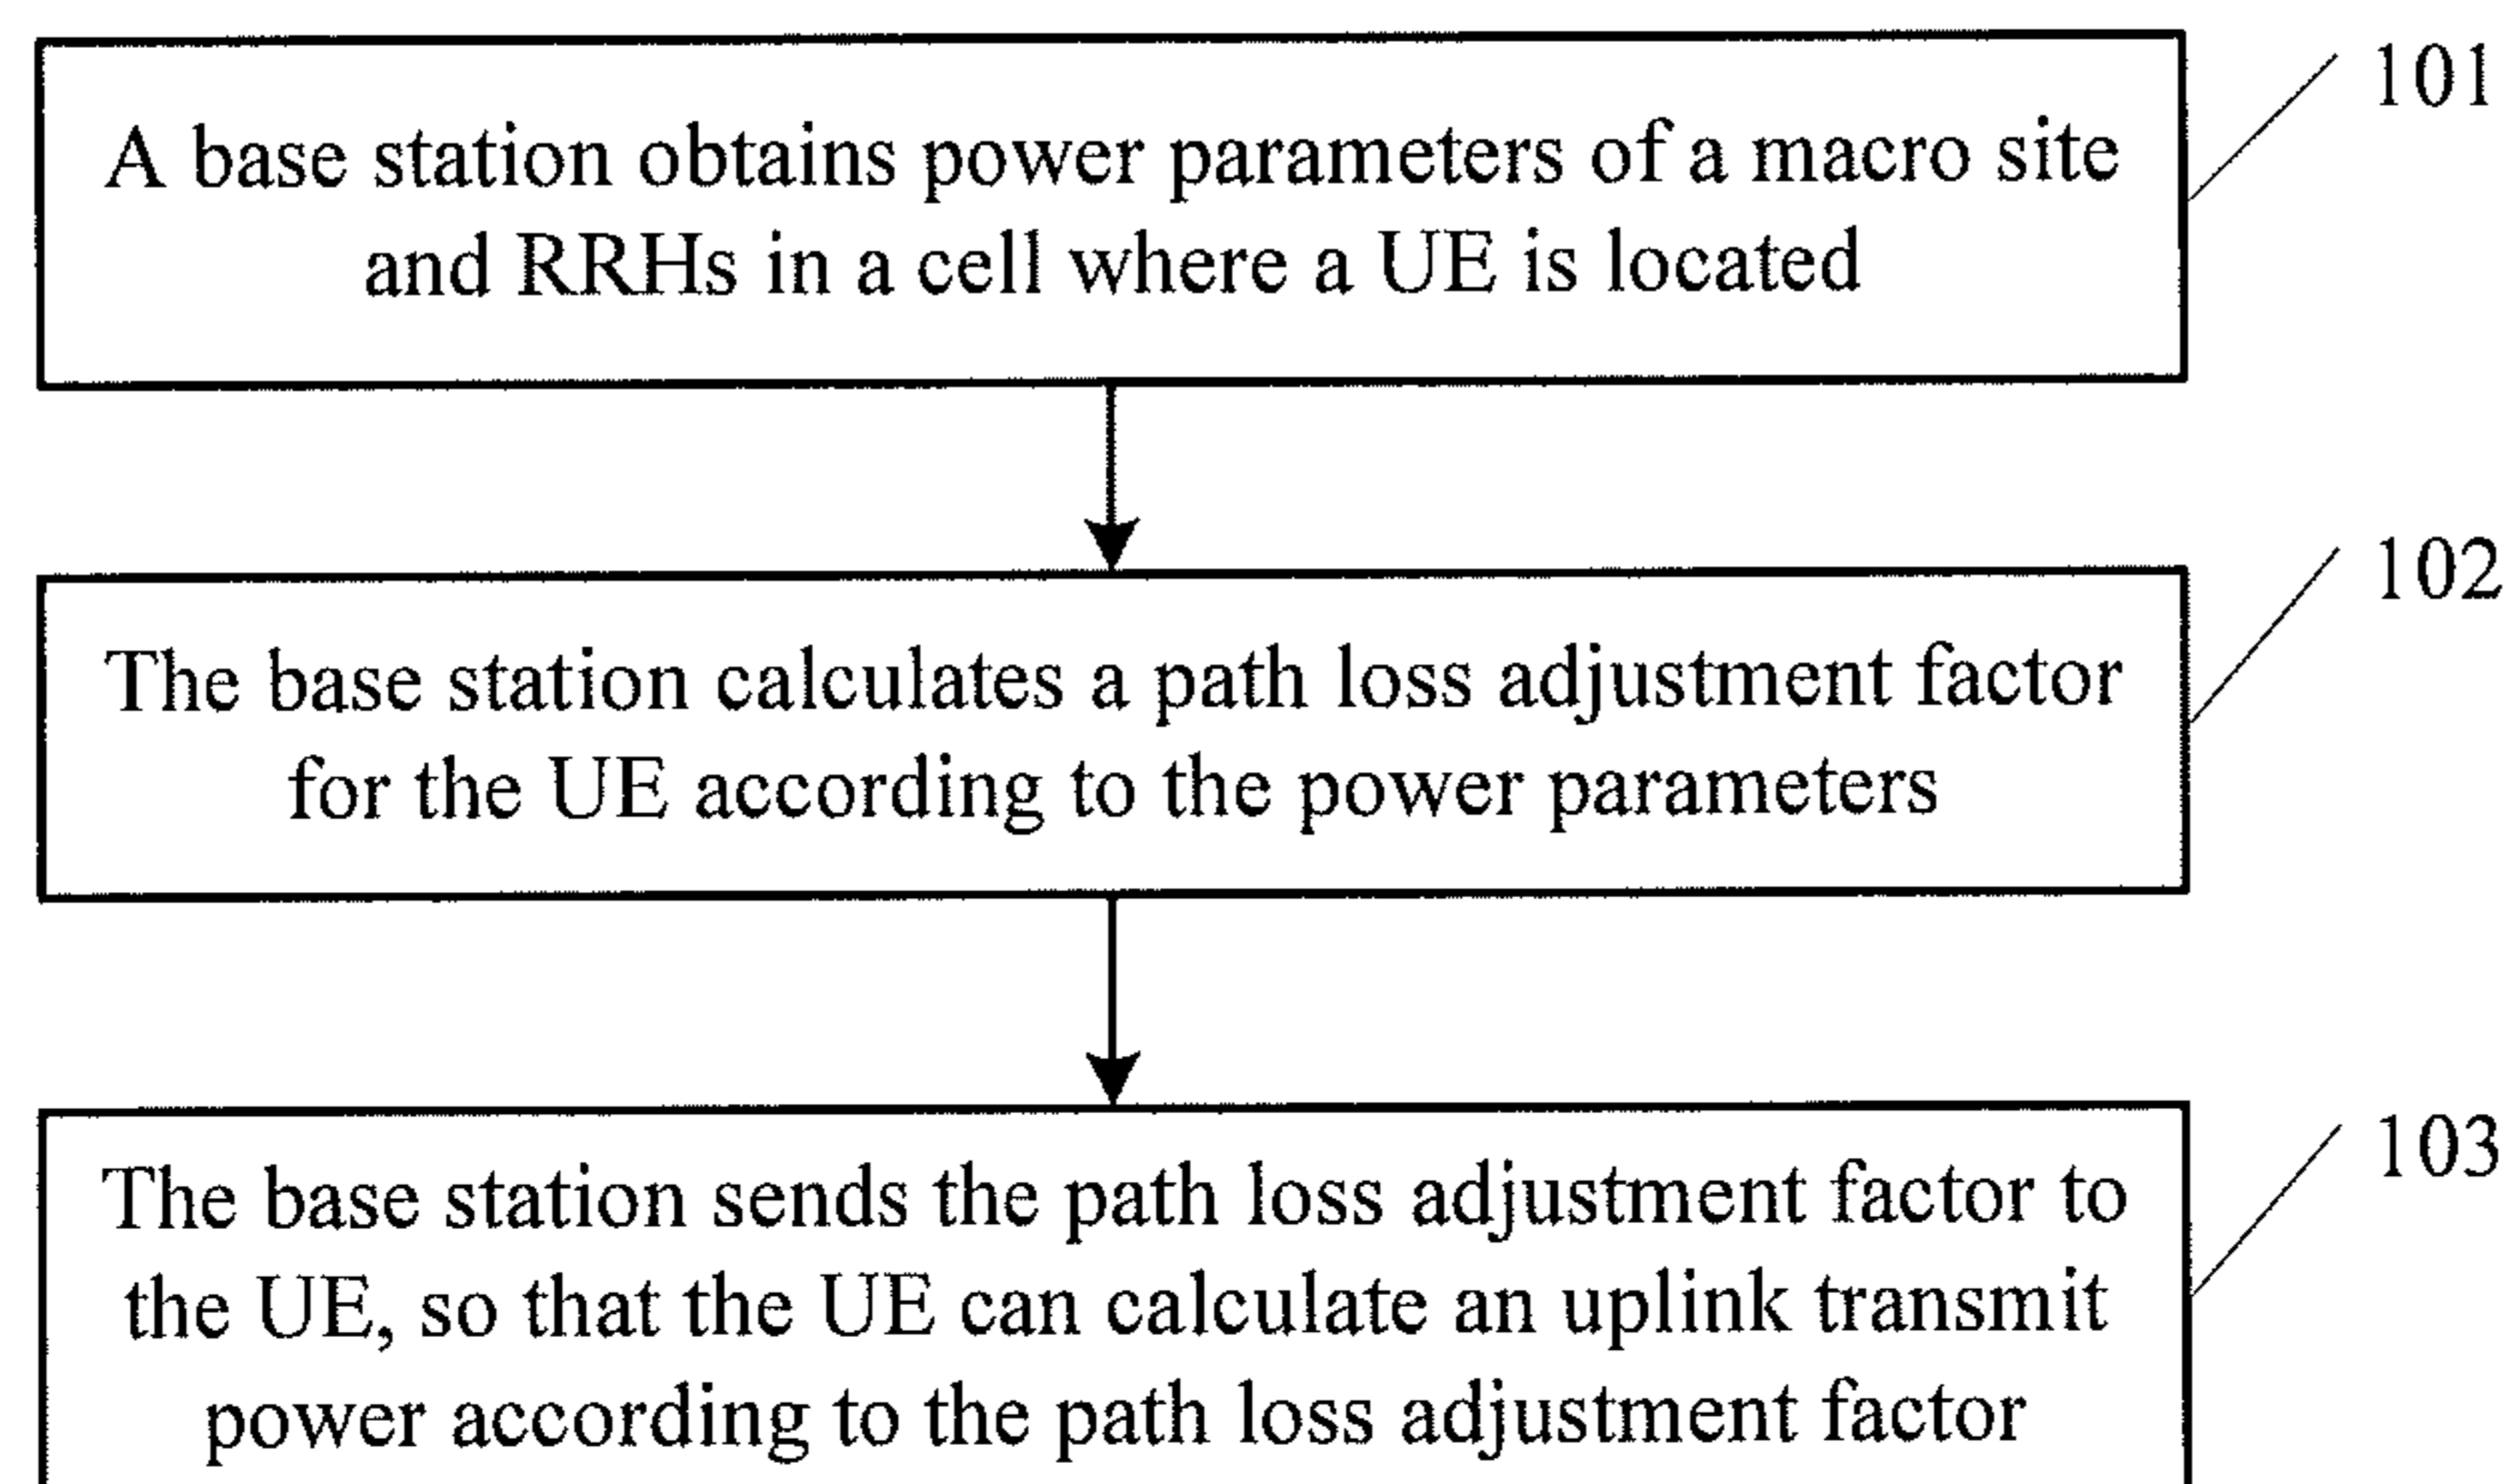 101
A base station obtains power parameters of a macro site
and RRHs in a cell where a UE is located
102
The base station calculates a path loss adjustment factor
for the UE according to the power parameters
103
The base station sends the path loss adjustment factor to
the UE, so that the UE can calculate an uplink transmit
power according to the path loss adjustment factor